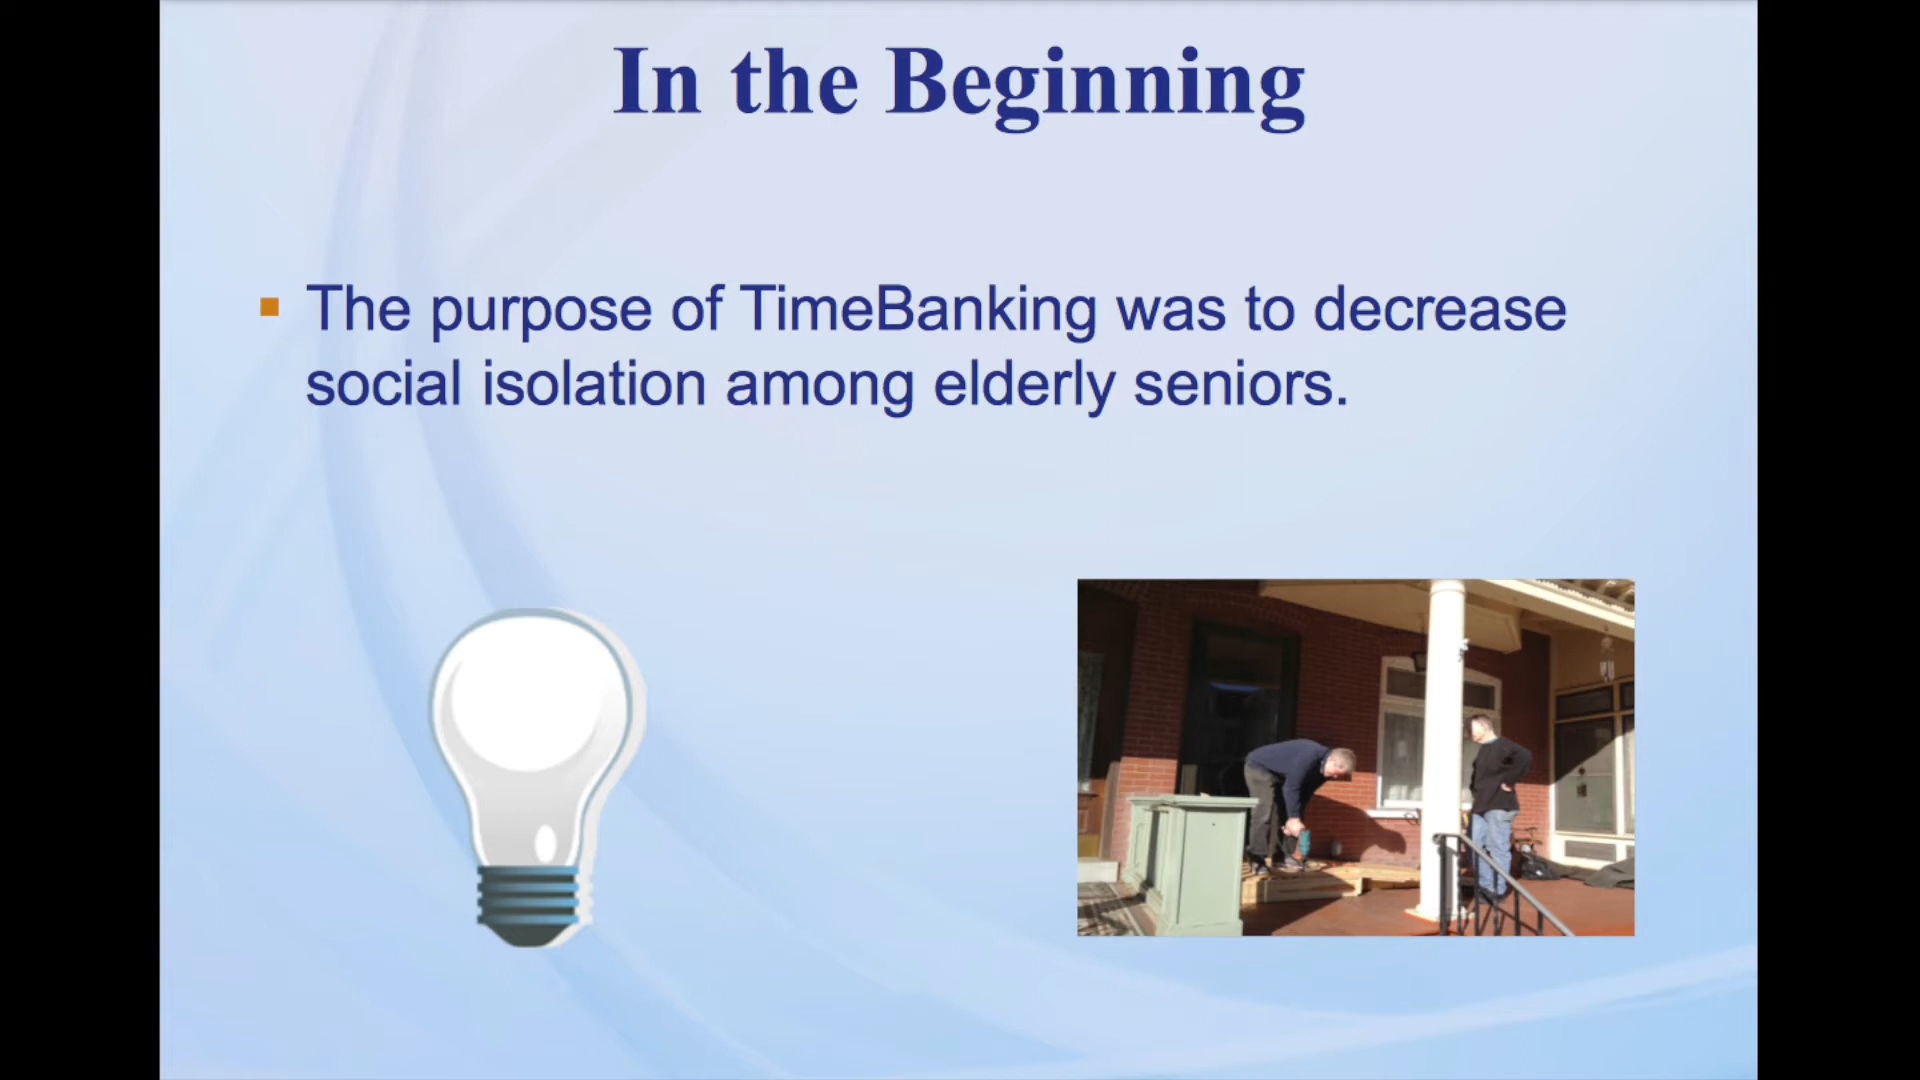 In the Beginning
The purpose of TimeBanking was to decrease
social isolation among elderly seniors.